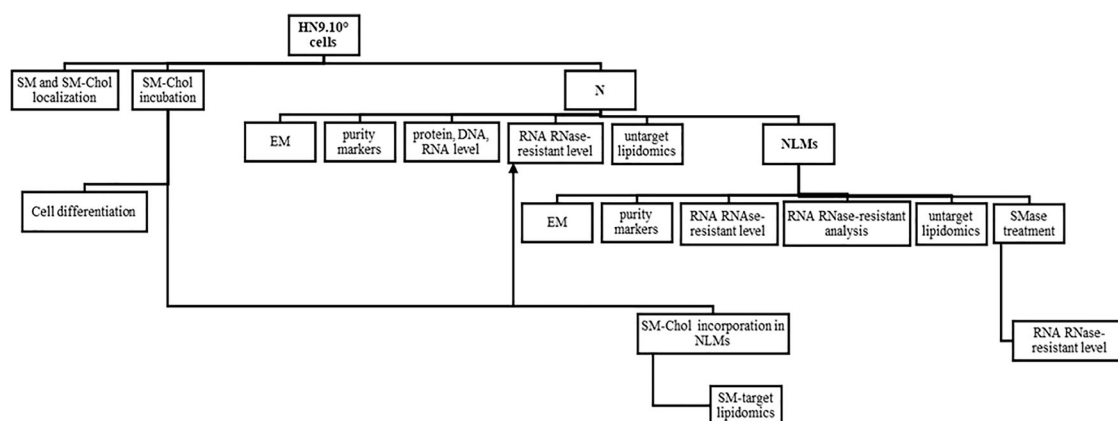 HN9.10°
cells
SM and SM-Chol
localization
SM-Chol
incubation
N
EM
purity
markers
protein, DNA,
RNA level
RNA RNase-
resistant level
untarget
lipidomics
NLMs
Cell differentiation
EM
purity
markers
RNA RNAse-
resistant level
RNA RNase-resistant
analysis
untarget
lipidomics
SMase
treatment
SM-Chol incorporation in
NLMs
RNA RNase-
resistant level
SM-target
lipidomics